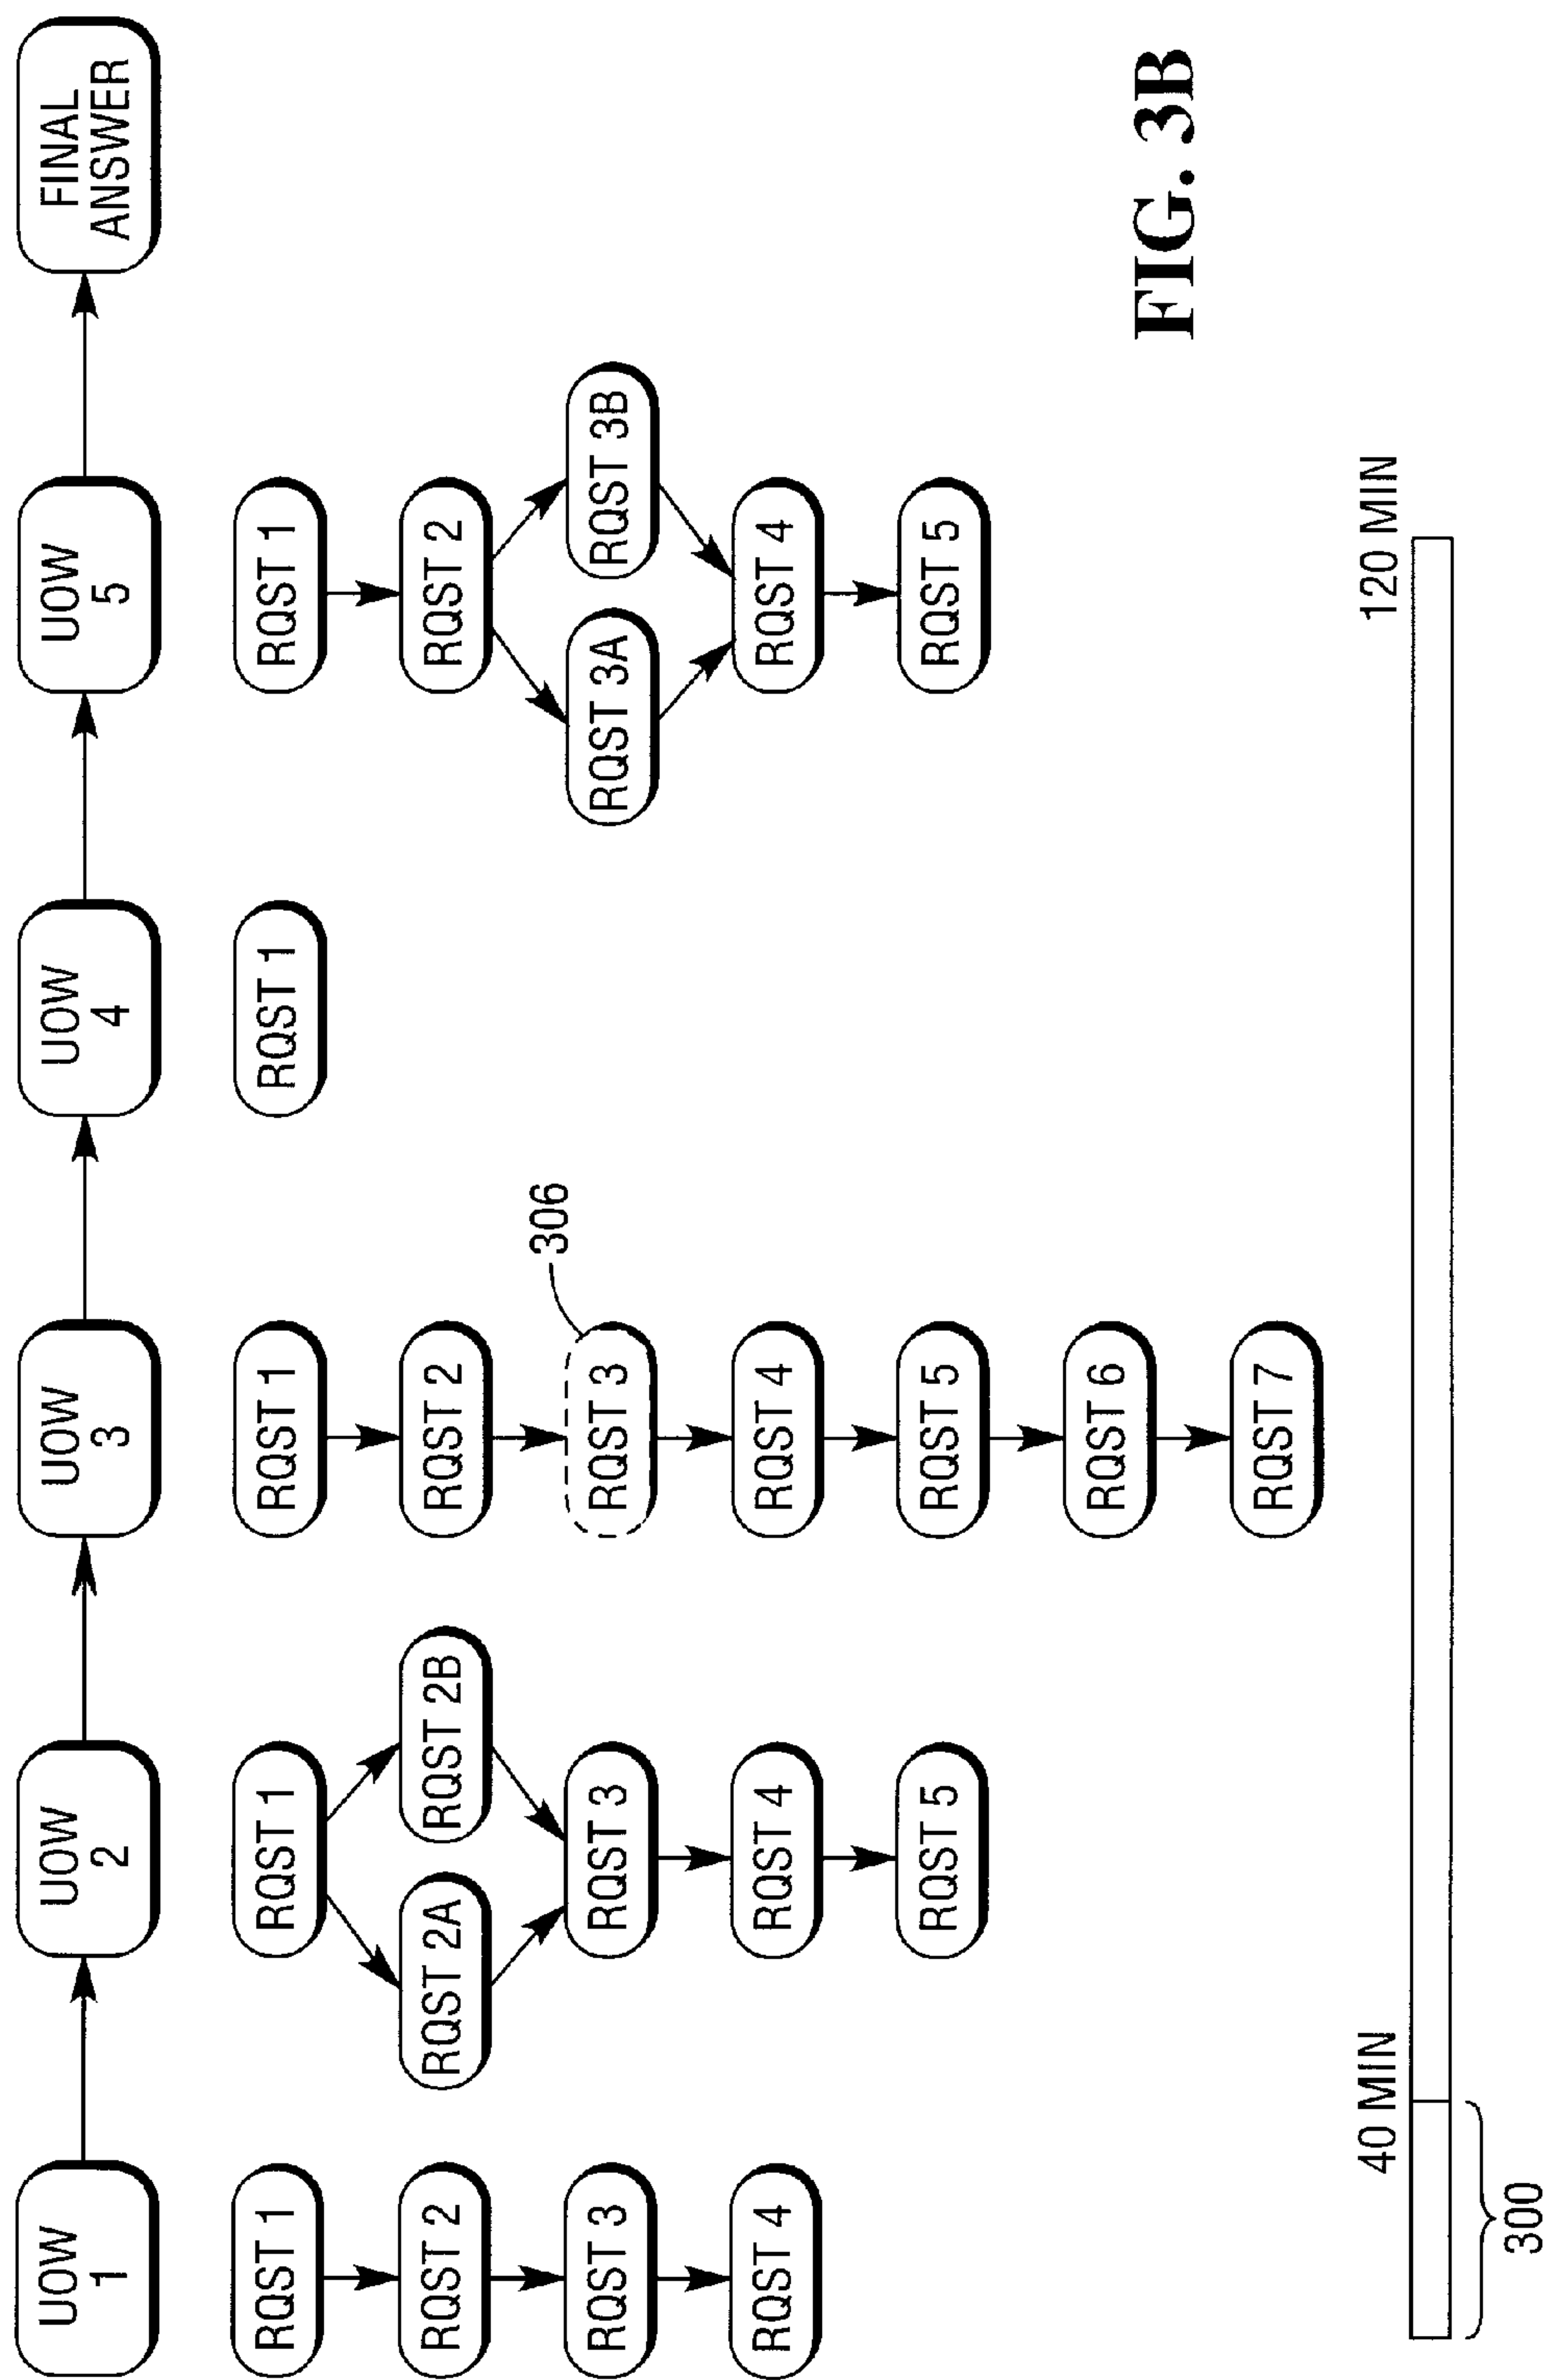 UOW
1
UOW
2
UOW
3
UOW
4
UOW
5
FINAL
ANSWER
RQST 1
RQST 2
RQST 3
RQST 4
RQST 1
RQST 2A
RQST 2B
RQST 3
RQST 4
RQST 5
RQST 1
RQST 2
RQST 3
306
RQST 4
RQST 5
RQST 6
RQST 7
RQST 1
RQST 1
RQST 2
RQST 3A
RQST 3B
RQST 4
RQST 5
40 MIN
120 MIN
300
FIG. 3B